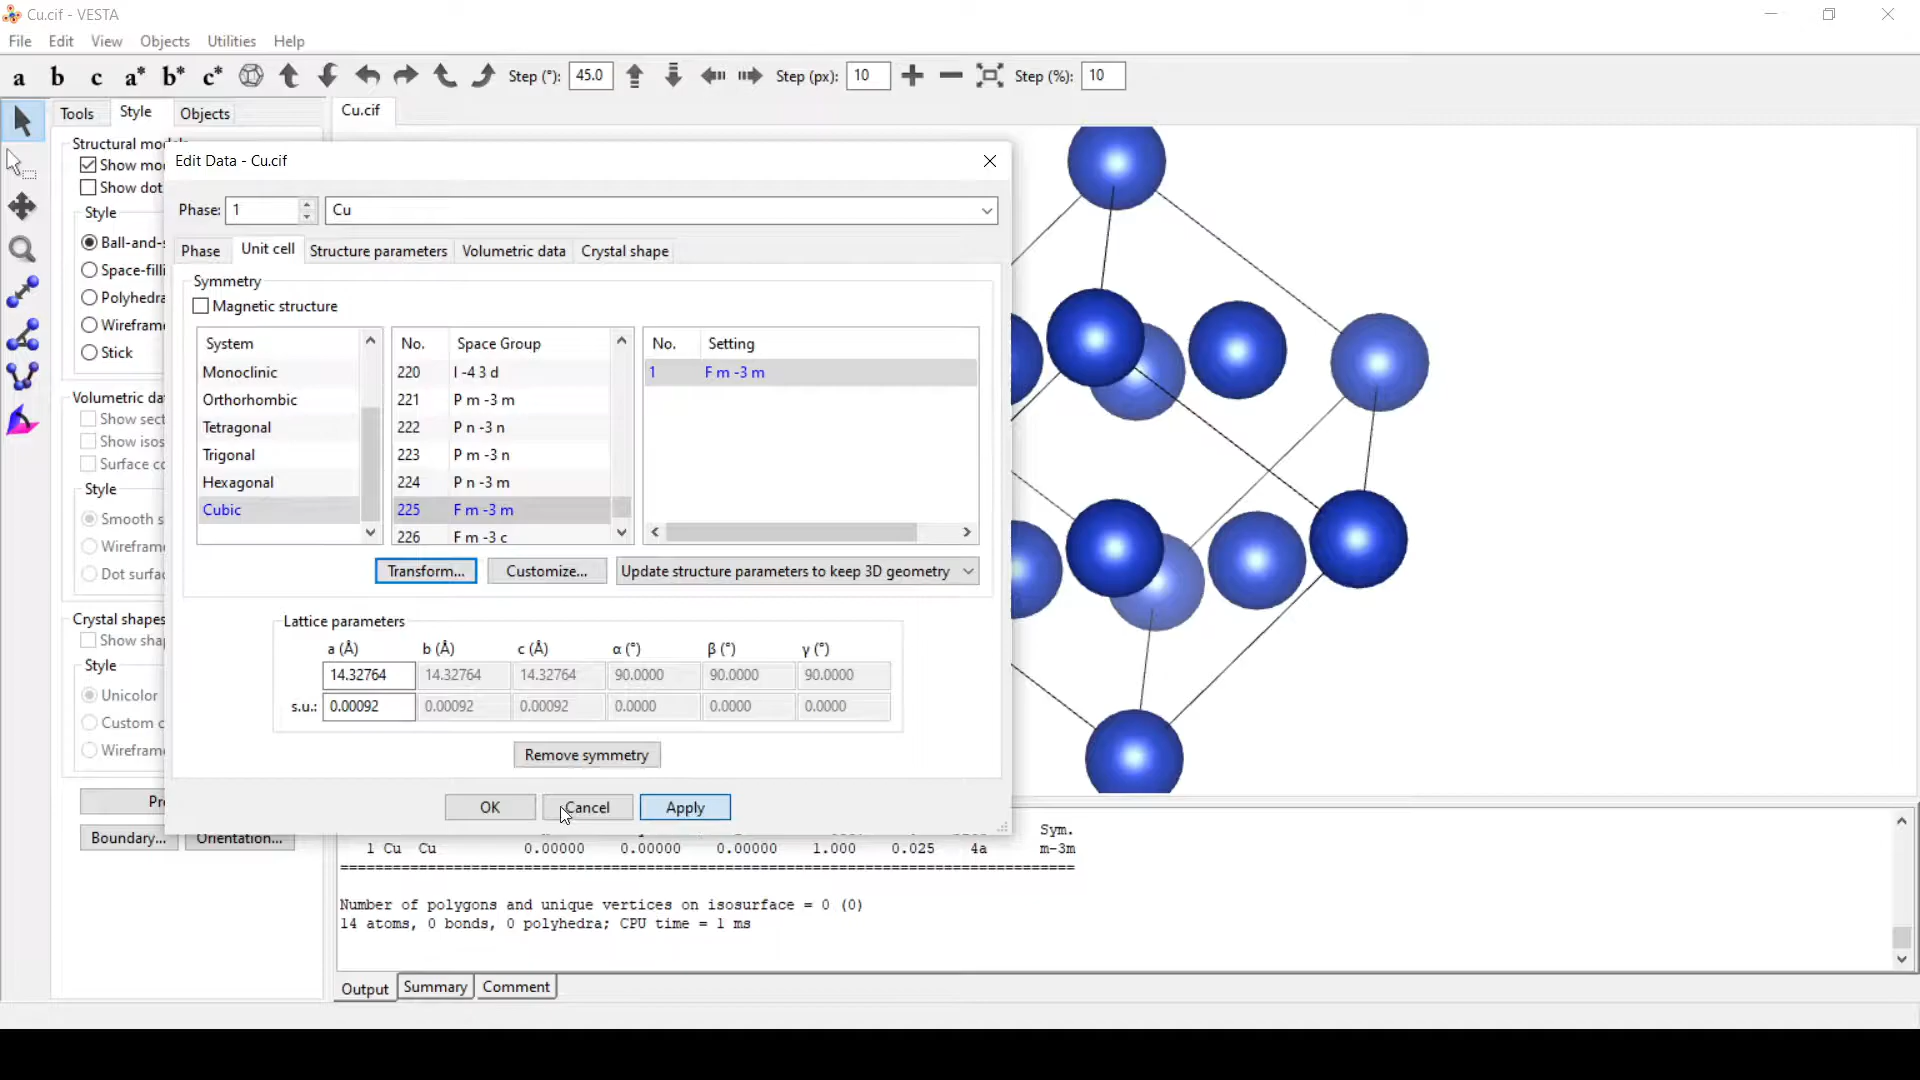 Cu.cif - VESTA
File Edit View Objects Utilities Help
a b c a* b* c* Step (°): 45.0 Step (px): 10 Step (%): 10
Tools Style Objects Cu.cif
Structural
Show
Show dot
Style
Ball-and-
Space-filli
Polyhedra
Wirefram
Stick
Volumetric da
Show sect
Show isos
Surface cc
Style
Smooth s
Wirefram
Dot surfa
Crystal shapes
Show sha
Style
Unicolor
Custom c
Wirefram
Pr
Boundary... Orientation...
Edit Data - Cu.cif
Phase: 1 Cu
Phase Unit cell Structure parameters Volumetric data Crystal shape
Symmetry
Magnetic structure
System No. Space Group No. Setting
Monoclinic 220 I -4 3 d 1 F m -3 m
Orthorhombic 221 P m -3 m
Tetragonal 222 P n -3 n
Trigonal 223 P m -3 n
Hexagonal 224 P n -3 m
Cubic 225 F m -3 m
226 F m -3 c
Transform... Customize... Update structure parameters to keep 3D geometry
Lattice parameters
a (Å) b (Å) c (Å) α (°) β (°) γ (°)
14.32764 14.32764 14.32764 90.0000 90.0000 90.0000
s.u.: 0.00092 0.00092 0.00092 0.0000 0.0000 0.0000
Remove symmetry
OK Cancel Apply
Sym.
1 Cu Cu 0.00000 0.00000 0.00000 1.000 0.025 4a m-3m
================================================================
Number of polygons and unique vertices on isosurface = 0 (0)
14 atoms, 0 bonds, 0 polyhedra; CPU time = 1 ms
Output Summary Comment